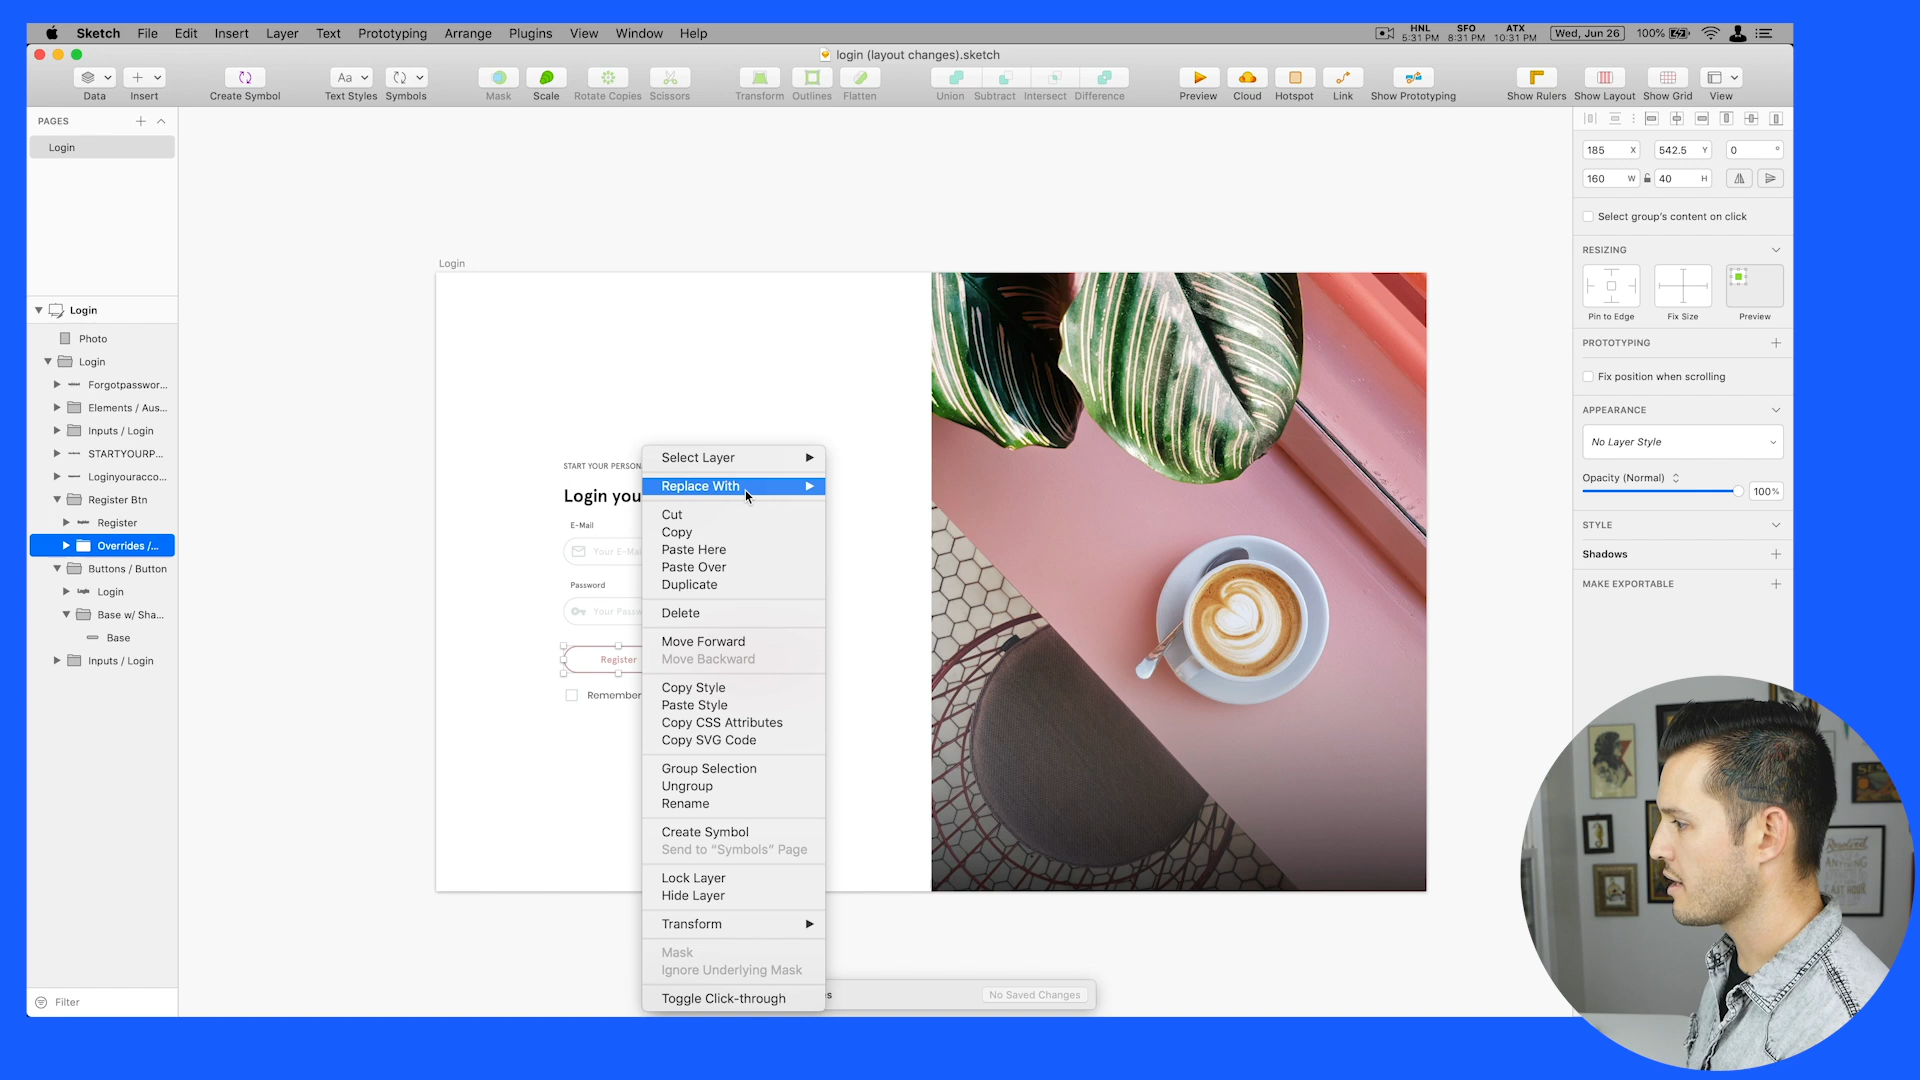 Sketch File Edit Insert Layer Text Prototyping Arrange Plugins View Window Help
HNL SFO ATX
5:31 PM 8:31 PM 10:31 PM Wed, Jun 26 100%
login (layout changes).sketch
Data Insert Create Symbol Text Styles Symbols Mask Scale Rotate Copies Scissors Transform Outlines Flatten Union Subtract Intersect Difference Preview Cloud Hotspot Link Show Prototyping Show Rulers Show Layout Show Grid View
PAGES
Login
Login
Photo
Login
Forgotpasswor...
Elements / Aus...
Inputs / Login
STARTYOURP...
Loginyouracco...
Register Btn
Register
Overrides /...
Buttons / Button
Login
Base w/ Sha...
Base
Inputs / Login
Filter
Login
START YOUR PERSON
Login you
E-Mail
Your E-Mai
Password
Your Passw
Register
Remember
Select Layer
Replace With
Cut
Copy
Paste Here
Paste Over
Duplicate
Delete
Move Forward
Move Backward
Copy Style
Paste Style
Copy CSS Attributes
Copy SVG Code
Group Selection
Ungroup
Rename
Create Symbol
Send to “Symbols” Page
Lock Layer
Hide Layer
Transform
Mask
Ignore Underlying Mask
Toggle Click-through
No Saved Changes
185 X 542.5 Y 0 °
160 W 40 H
Select group's content on click
RESIZING
Pin to Edge Fix Size Preview
PROTOTYPING
Fix position when scrolling
APPEARANCE
No Layer Style
Opacity (Normal)
100%
STYLE
Shadows
MAKE EXPORTABLE